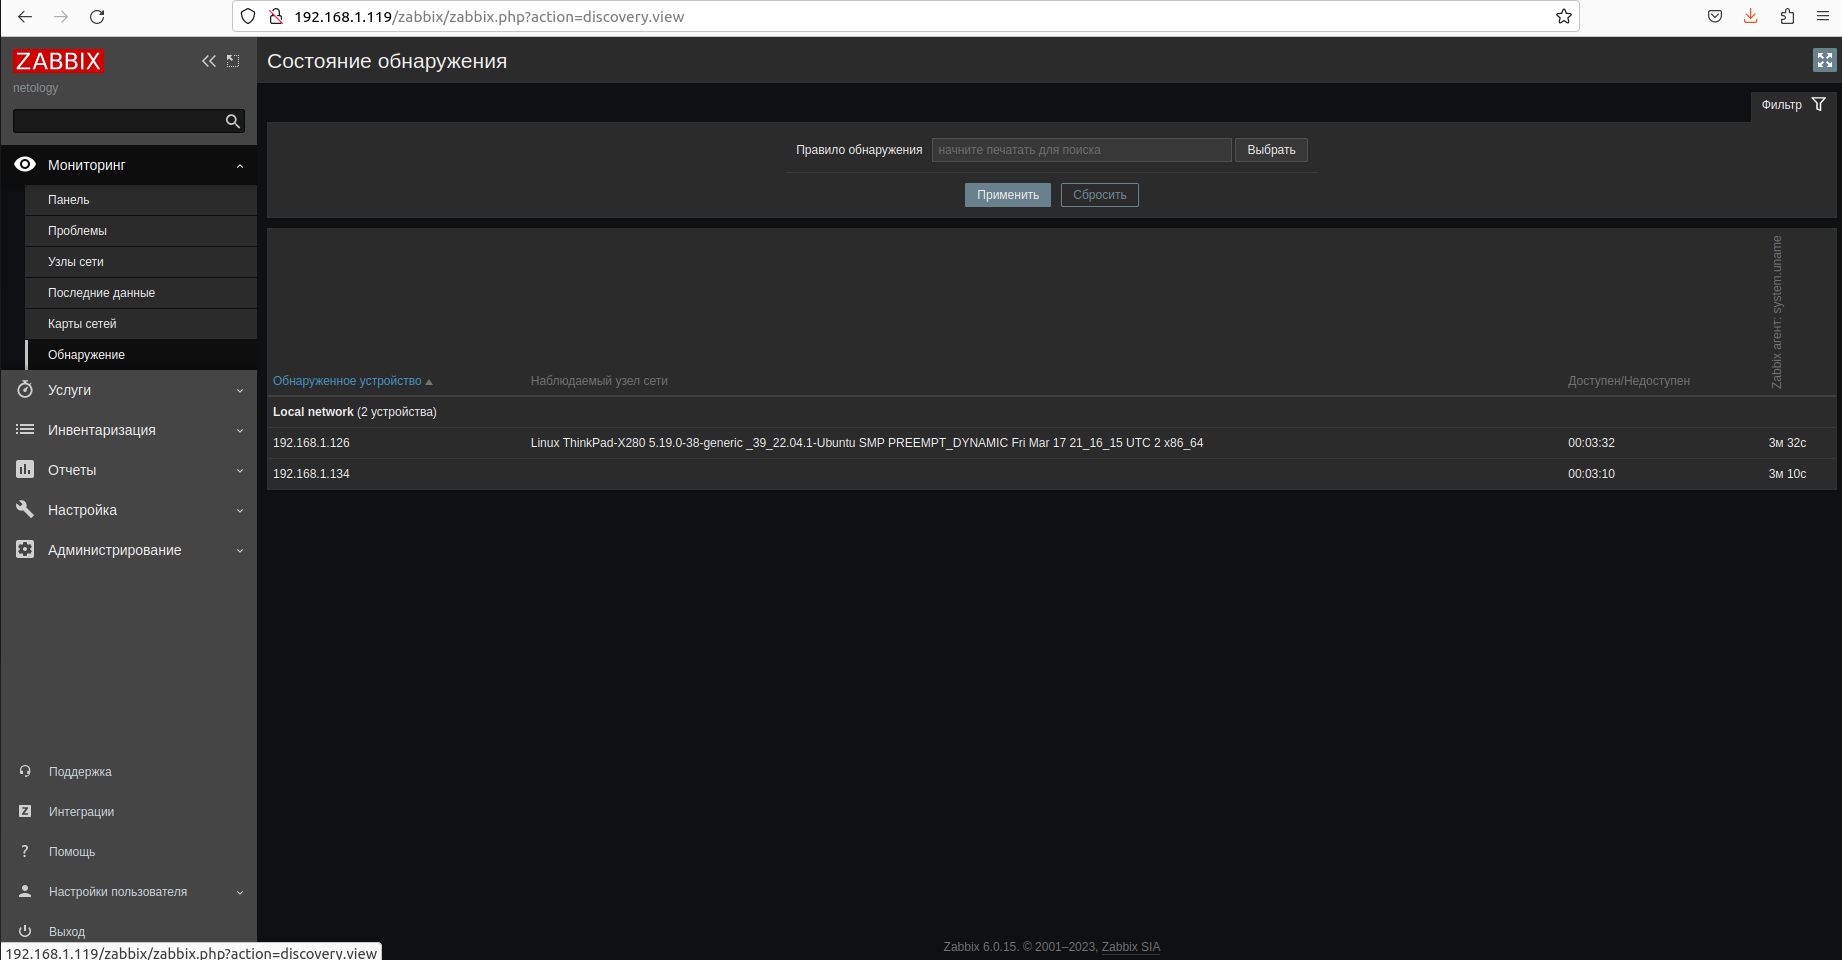 192.168.1.119/zabbix/zabbix.php?action=discovery.view
ZABBIX
netology
Мониторинг
Панель
Проблемы
Узлы сети
Последние данные
Карты сетей
Обнаружение
Услуги
Инвентаризация
Отчеты
Настройка
Администрирование
Поддержка
Интеграции
Помощь
Настройки пользователя
Выход
192.168.1.119/zabbix/zabbix.php?action=discovery.view
Состояние обнаружения
Фильтр
Правило обнаружения начните печатать для поиска Выбрать
Применить Сбросить
Обнаруженное устройство Наблюдаемый узел сети Доступен/Недоступен Zabbix агент: system.uname
Local network (2 устройства)
192.168.1.126 Linux ThinkPad-X280 5.19.0-38-generic _39_22.04.1-Ubuntu SMP PREEMPT_DYNAMIC Fri Mar 17 21_16_15 UTC 2 x86_64 00:03:32 3м 32с
192.168.1.134 00:03:10 3м 10с
Zabbix 6.0.15. © 2001–2023, Zabbix SIA